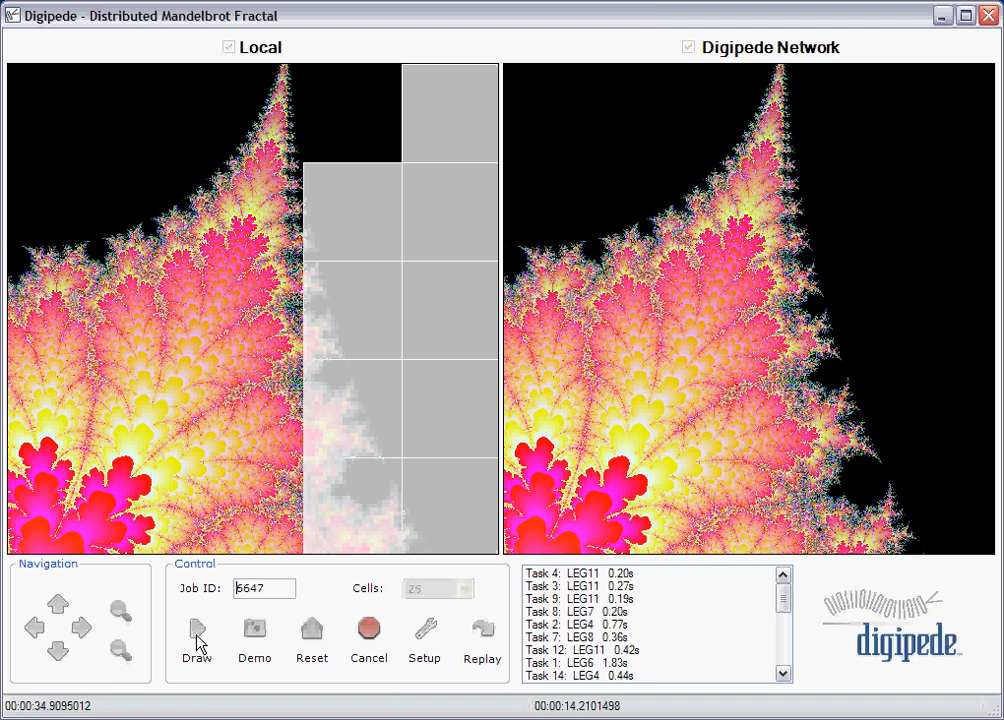 Digipede - Distributed Mandelbrot Fractal
Local
Digipede Network
Navigation
Control
Job ID: 6647
Cells: 25
Draw Demo Reset Cancel Setup Replay
Task 4: LEG11 0.20s
Task 3: LEG11 0.27s
Task 9: LEG11 0.19s
Task 8: LEG7 0.20s
Task 2: LEG4 0.77s
Task 7: LEG8 0.36s
Task 12: LEG11 0.42s
Task 1: LEG6 1.83s
Task 14: LEG4 0.44s
digipede
00:00:34.9095012
00:00:14.2101498